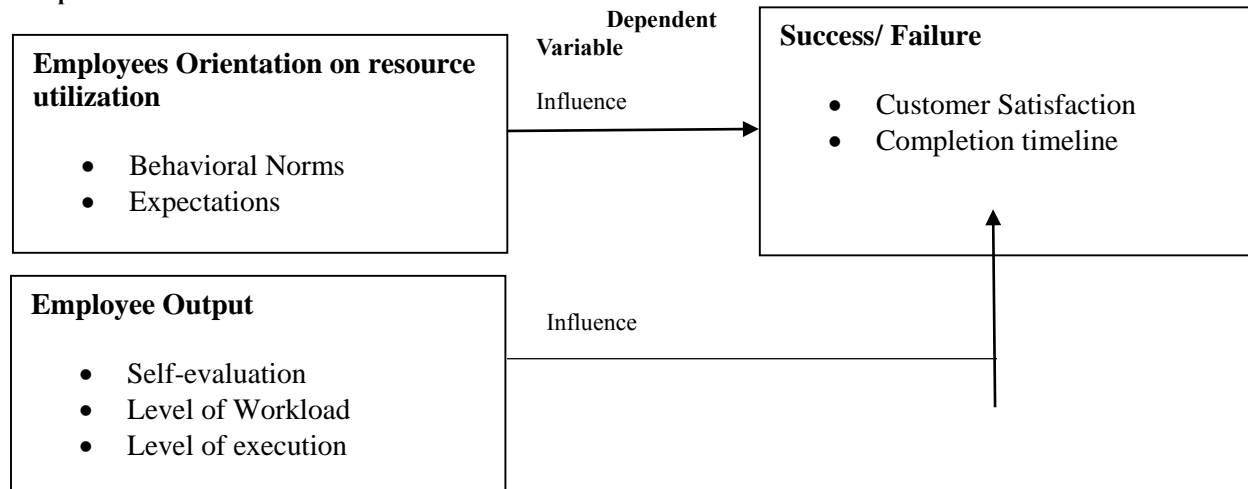 Dependent
Variable
Employees Orientation on resource
utilization
• Behavioral Norms
• Expectations
Influence
Success/ Failure
• Customer Satisfaction
• Completion timeline
Employee Output
• Self-evaluation
• Level of Workload
• Level of execution
Influence